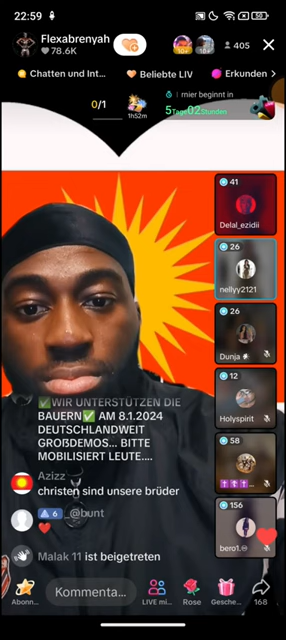 22:59
50
Flexabrenyah
78.6K
405
Chatten und Int...
Beliebte LIV
Erkunden
0/1
1h52m
rnier beginnt in
5Tage02Stunden
41
Delal_ezidii
26
nellyy2121
26
Dunja
12
Holyspirit
58
156
bero1.
✅WIR UNTERSTÜTZEN DIE
BAUERN✅ AM 8.1.2024
DEUTSCHLANDWEIT
GROßDEMOS... BITTE
MOBILISIERT LEUTE....
Azizz
christen sind unsere brüder
6 _@bunt
❤️
Malak 11 ist beigetreten
Abonn...
Kommenta...
LIVE mi...
Rose
Gesche...
168